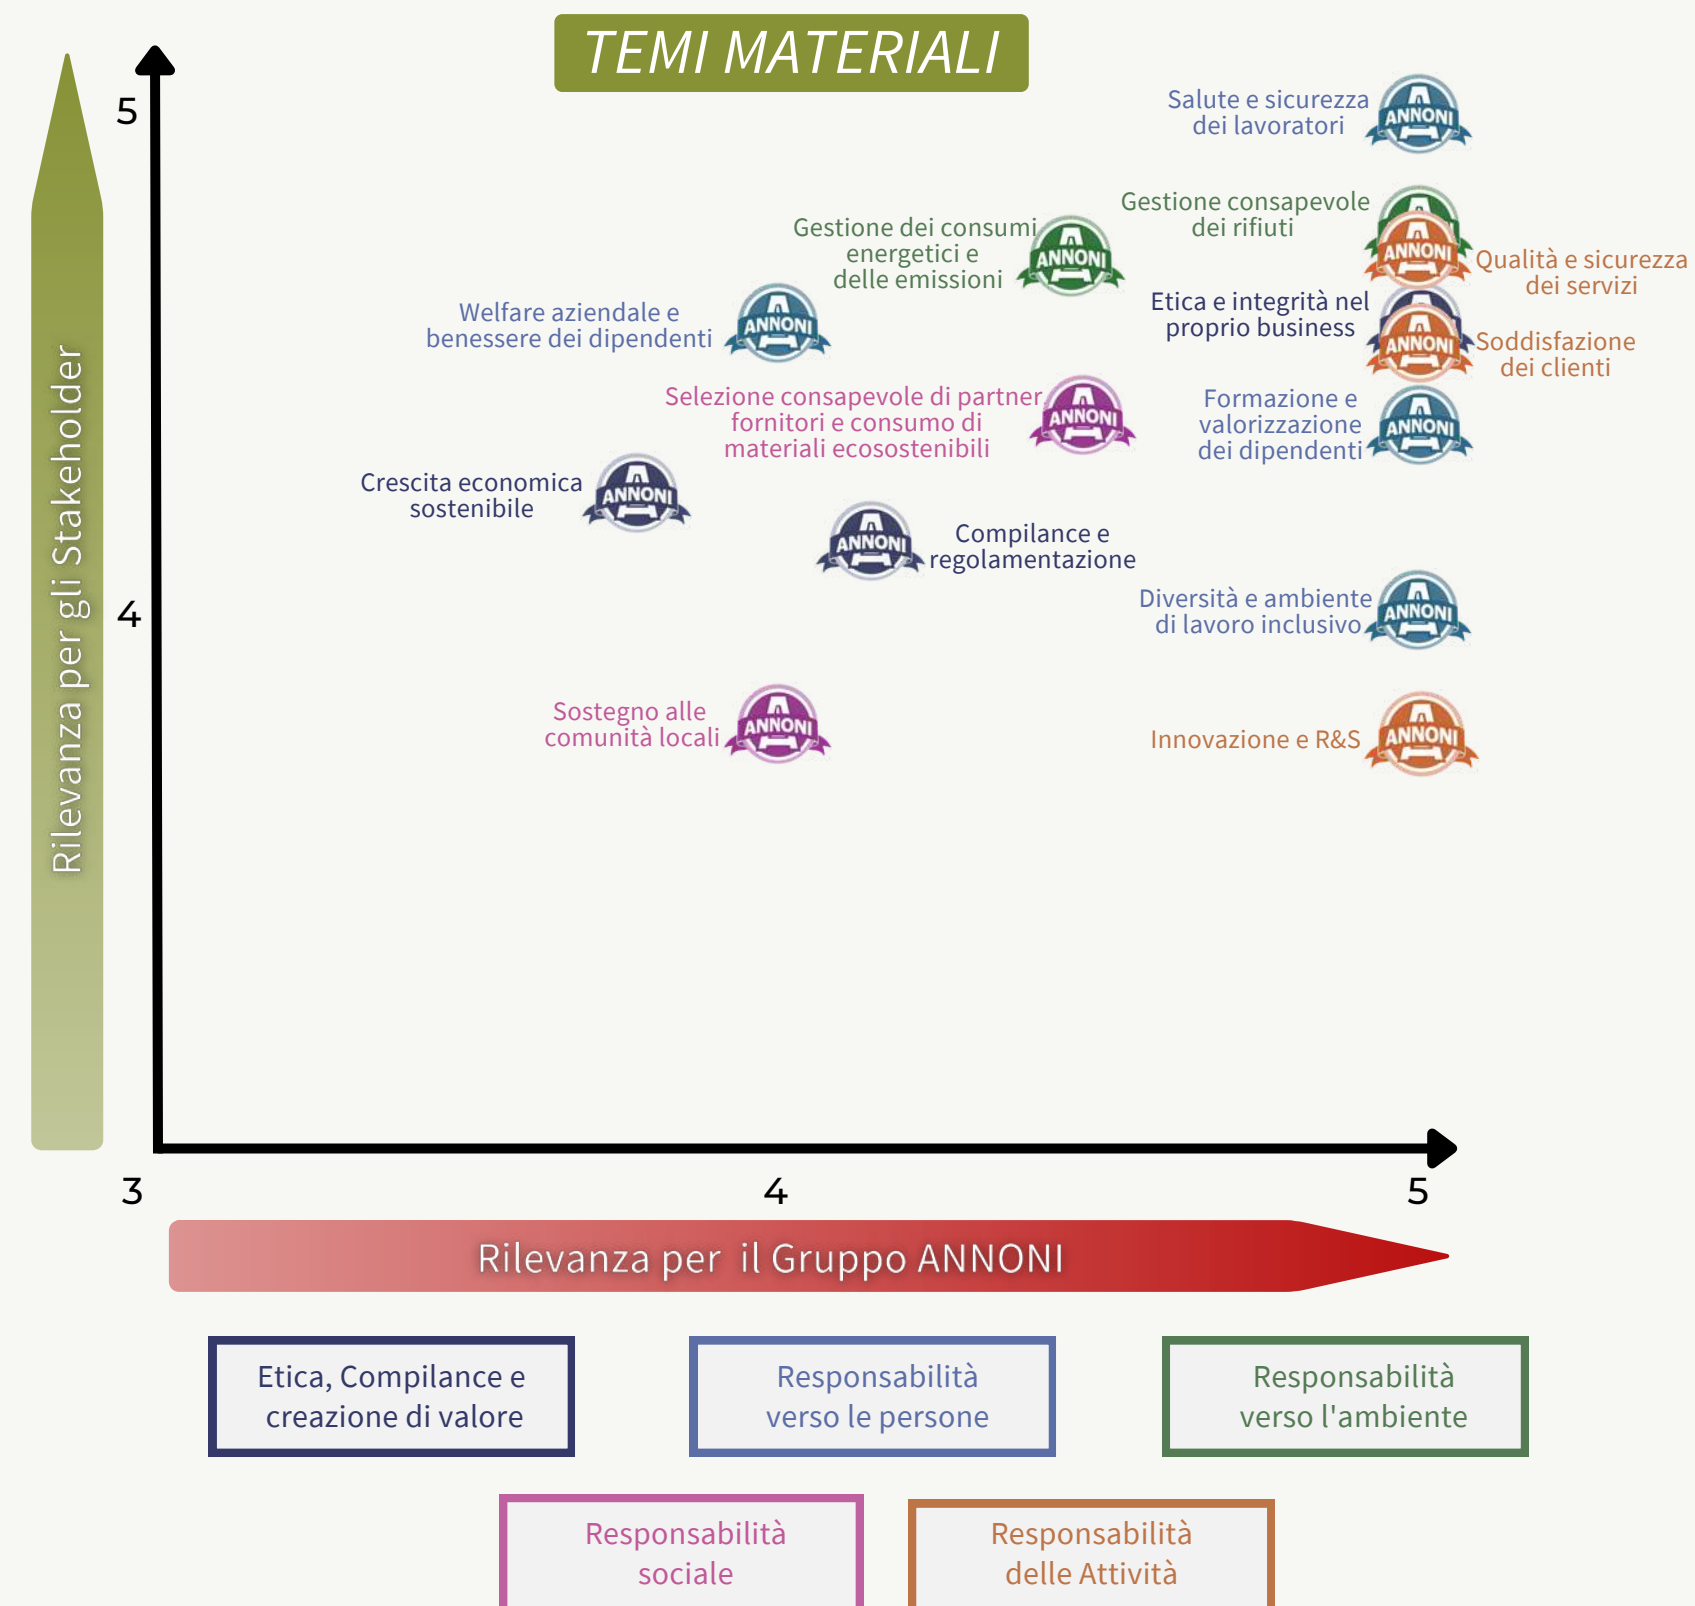 TEMI MATERIALI
5
Salute e sicurezza
dei lavoratori
ANNONI
Gestione consapevole
dei rifiuti
Gestione dei consumi
energetici e
delle emissioni
ANNONI
ANNONI
Qualità e sicurezza
dei servizi
Welfare aziendale e
benessere dei dipendenti
ANNONI
Etica e integrità nel
proprio business
ANNONI
Soddisfazione
dei clienti
Selezione consapevole di partner
fornitori e consumo di
materiali ecosostenibili
ANNONI
Formazione e
valorizzazione
dei dipendenti
ANNONI
Crescita economica
sostenibile
ANNONI
ANNONI
Compilance e
regolamentazione
4
Diversità e ambiente
di lavoro inclusivo
ANNONI
Sostegno alle
comunità locali
ANNONI
Innovazione e R&S
ANNONI
Rilevanza per gli Stakeholder
3
4
5
Rilevanza per il Gruppo ANNONI
Etica, Compilance e
creazione di valore
Responsabilità
verso le persone
Responsabilità
verso l'ambiente
Responsabilità
sociale
Responsabilità
delle Attività